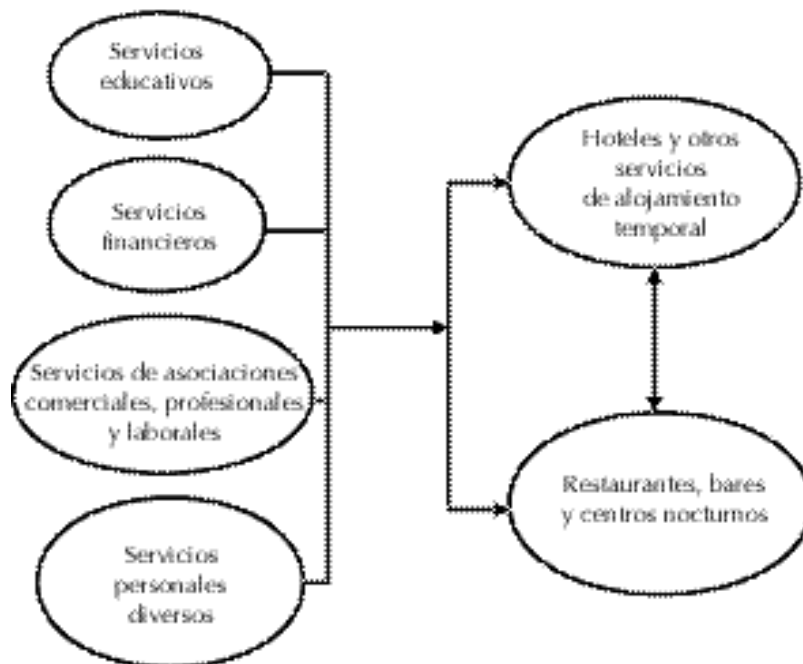 Servicios
educativos
Servicios
financieros
Servicios de asociaciones
comerciales, profesionales
y laborales
Servicios
personales
diversos
Hoteles y otros
servicios
de alojamiento
temporal
Restaurantes, bares
y centros nocturnos